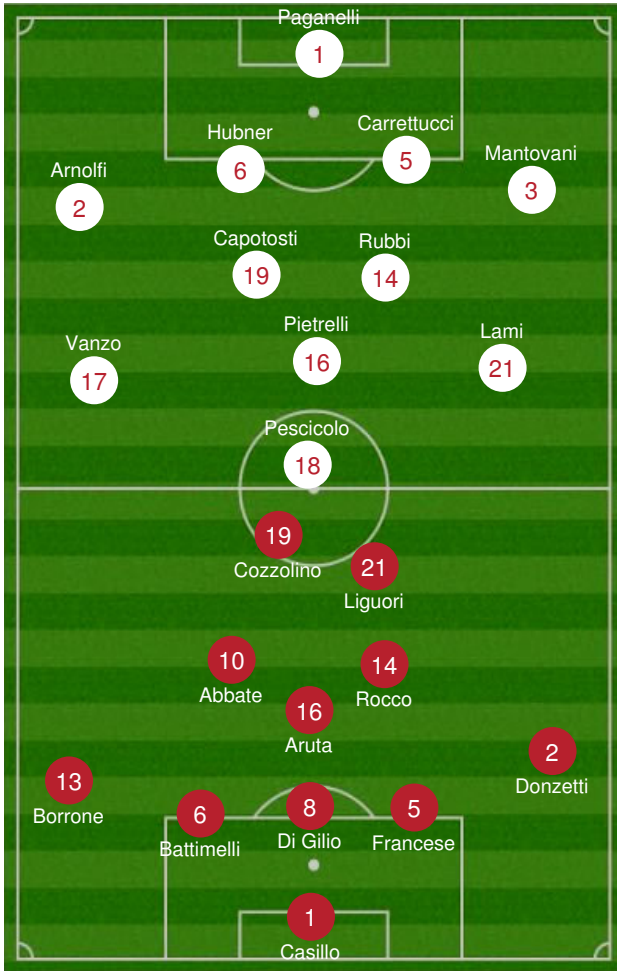 Paganelli
1
Carrettucci
5
Hubner
6
Mantovani
3
Arnolfi
2
Capotosti
19
Rubbi
14
Pietrelli
16
Lami
21
Vanzo
17
Pescicolo
18
19
Cozzolino
21
Liguori
10
Abbate
14
Rocco
16
Aruta
2
Donzetti
13
Borrone
6
Battimelli
8
Di Gilio
5
Francese
1
Casillo